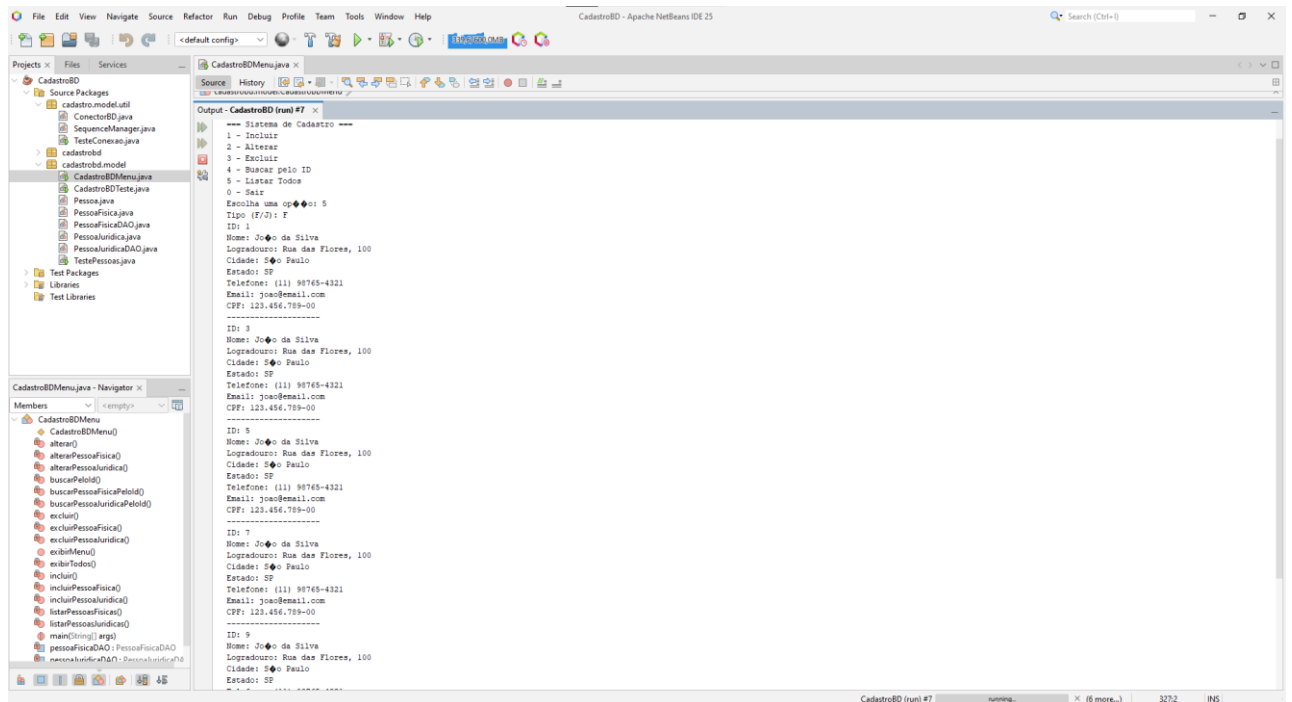 File Edit View Navigate Source Refactor Run Debug Profile Team Tools Window Help
CadastroBD - Apache NetBeans IDE 25
Search (Ctrl+I)
<default config>
Projects Files Services
CadastroBD
Source Packages
cadastro.model.util
ConectorBD.java
SequenceManager.java
TesteConexao.java
cadastrobd
cadastrobd.model
CadastroBDMenu.java
CadastroBDTeste.java
Pessoa.java
PessoaFisica.java
PessoaFisicaDAO.java
PessoaJuridica.java
PessoaJuridicaDAO.java
TestePessoas.java
Test Packages
Libraries
Test Libraries
CadastroBDMenu.java - Navigator
Members <empty>
CadastroBDMenu
CadastroBDMenu()
alterar()
alterarPessoaFisica()
alterarPessoaJuridica()
buscarPeloId()
buscarPessoaFisicaPeloId()
buscarPessoaJuridicaPeloId()
excluir()
excluirPessoaFisica()
excluirPessoaJuridica()
exibirMenu()
exibirTodos()
incluir()
incluirPessoaFisica()
incluirPessoaJuridica()
listarPessoasFisicas()
listarPessoasJuridicas()
main(String[] args)
pessoaFisicaDAO : PessoaFisicaDAO
CadastroBDMenu.java
Source History
Output - CadastroBD (run) #7
=== Sistema de Cadastro ===
1 - Incluir
2 - Alterar
3 - Excluir
4 - Buscar pelo ID
5 - Listar Todos
0 - Sair
Escolha uma op��o: 5
Tipo (F/J): F
ID: 1
Nome: Jo�o da Silva
Logradouro: Rua das Flores, 100
Cidade: S�o Paulo
Estado: SP
Telefone: (11) 98765-4321
Email: joao@email.com
CPF: 123.456.789-00
--------------------
ID: 3
Nome: Jo�o da Silva
Logradouro: Rua das Flores, 100
Cidade: S�o Paulo
Estado: SP
Telefone: (11) 98765-4321
Email: joao@email.com
CPF: 123.456.789-00
--------------------
ID: 5
Nome: Jo�o da Silva
Logradouro: Rua das Flores, 100
Cidade: S�o Paulo
Estado: SP
Telefone: (11) 98765-4321
Email: joao@email.com
CPF: 123.456.789-00
--------------------
ID: 7
Nome: Jo�o da Silva
Logradouro: Rua das Flores, 100
Cidade: S�o Paulo
Estado: SP
Telefone: (11) 98765-4321
Email: joao@email.com
CPF: 123.456.789-00
--------------------
ID: 9
Nome: Jo�o da Silva
Logradouro: Rua das Flores, 100
Cidade: S�o Paulo
Estado: SP
CadastroBD (run) #7 running... (6 more...) 327:2 INS